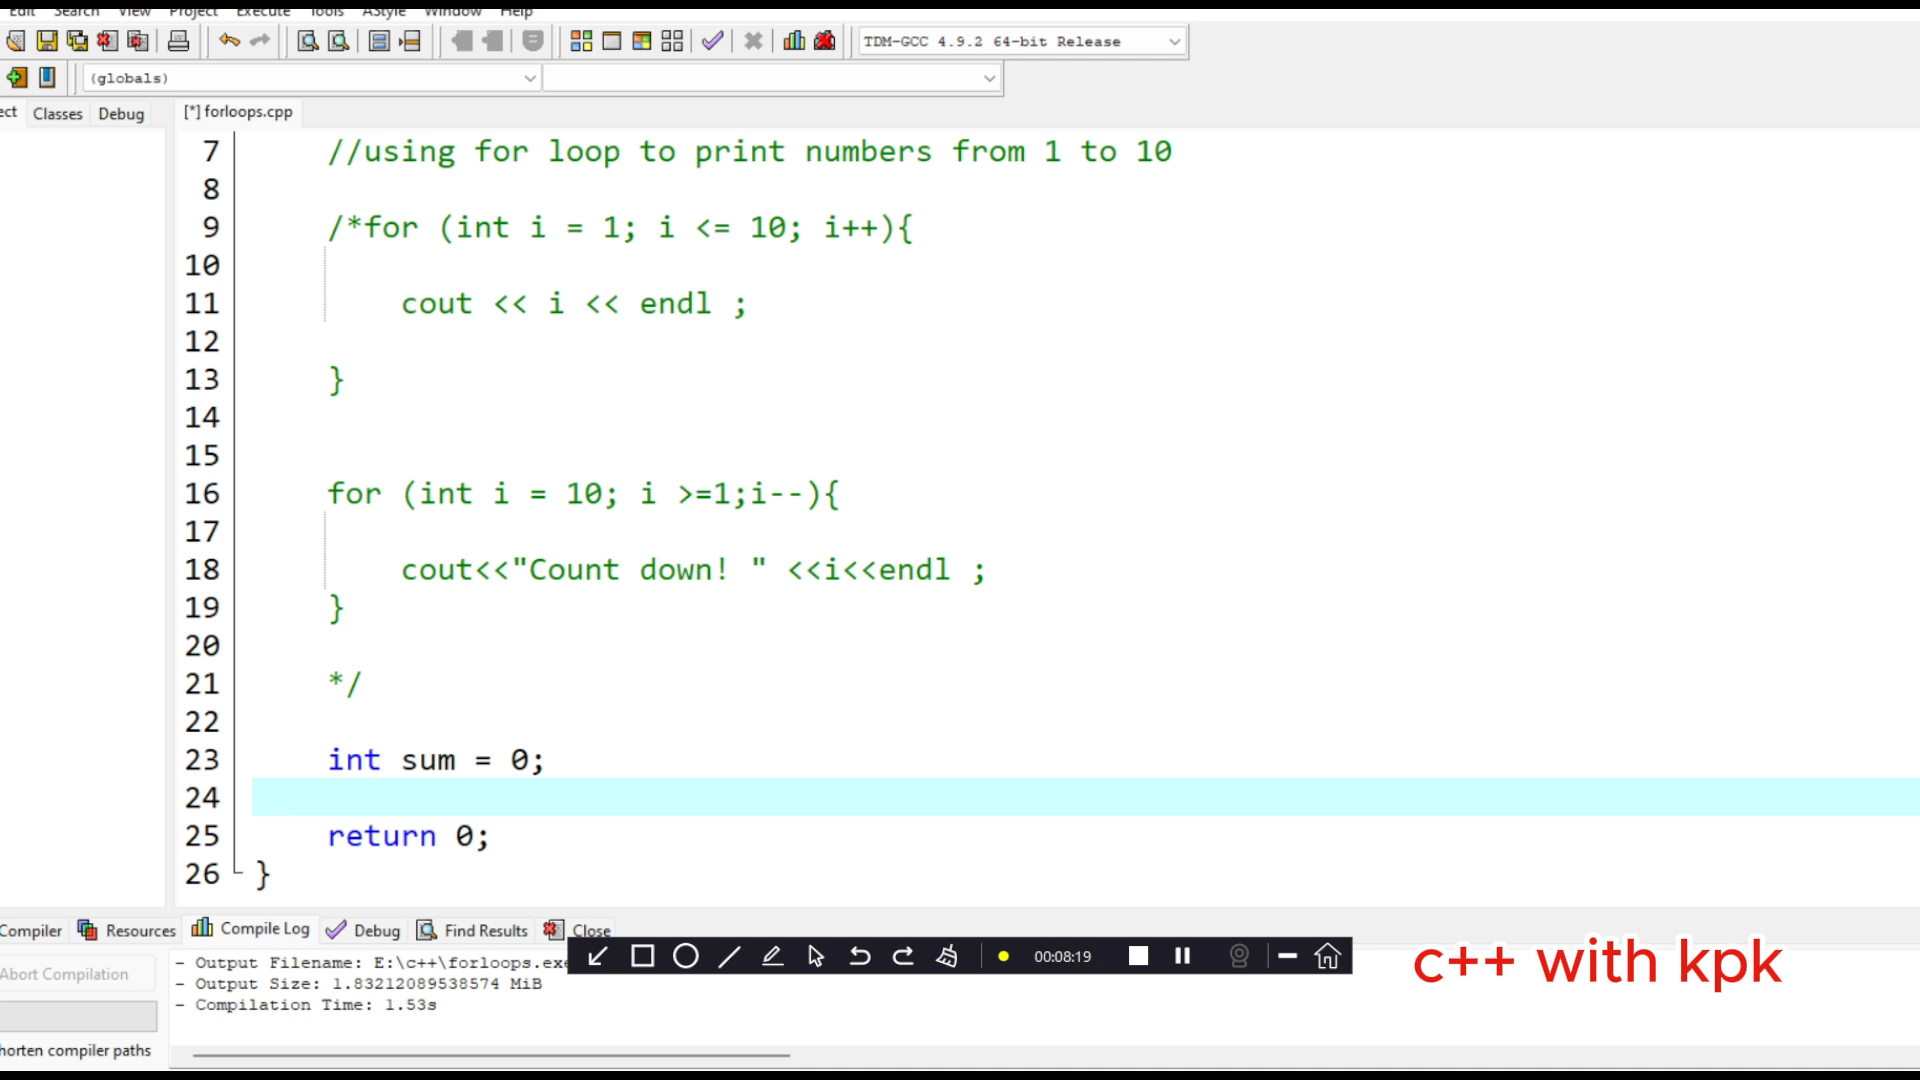 Edit Search View Project Execute Tools AStyle Window Help
TDM-GCC 4.9.2 64-bit Release
(globals)
ect Classes Debug [*] forloops.cpp
7 //using for loop to print numbers from 1 to 10
8
9 /*for (int i = 1; i <= 10; i++){
10
11 cout << i << endl ;
12
13 }
14
15
16 for (int i = 10; i >=1;i--){
17
18 cout<<"Count down! " <<i<<endl ;
19 }
20
21 */
22
23 int sum = 0;
24
25 return 0;
26 }
Compiler Resources Compile Log Debug Find Results Close
Abort Compilation
- Output Filename: E:\c++\forloops.exe
- Output Size: 1.83212089538574 MiB
- Compilation Time: 1.53s
00:08:19
c++ with kpk
horten compiler paths